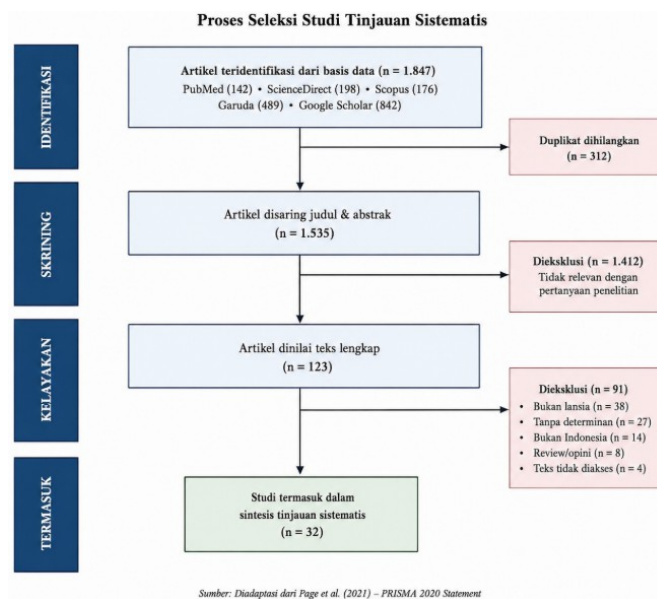 Proses Seleksi Studi Tinjauan Sistematis
IDENTIFIKASI
Artikel teridentifikasi dari basis data (n = 1.847)
PubMed (142) • ScienceDirect (198) • Scopus (176)
Garuda (489) • Google Scholar (842)
Duplikat dihilangkan
(n = 312)
SKRINING
Artikel disaring judul & abstrak
(n = 1.535)
Dieksklusi (n = 1.412)
Tidak relevan dengan
pertanyaan penelitian
KELAYAKAN
Artikel dinilai teks lengkap
(n = 123)
Dieksklusi (n = 91)
• Bukan lansia (n = 38)
• Tanpa determinan (n = 27)
• Bukan Indonesia (n = 14)
• Review/opini (n = 8)
• Teks tidak diakses (n = 4)
TERMASUK
Studi termasuk dalam
sintesis tinjauan sistematis
(n = 32)
Sumber: Diadaptasi dari Page et al. (2021) – PRISMA 2020 Statement